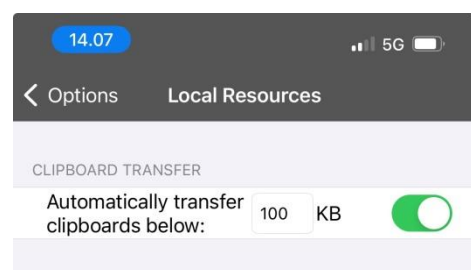 14.07 5G
Options Local Resources
CLIPBOARD TRANSFER
Automatically transfer
clipboards below: 100 KB